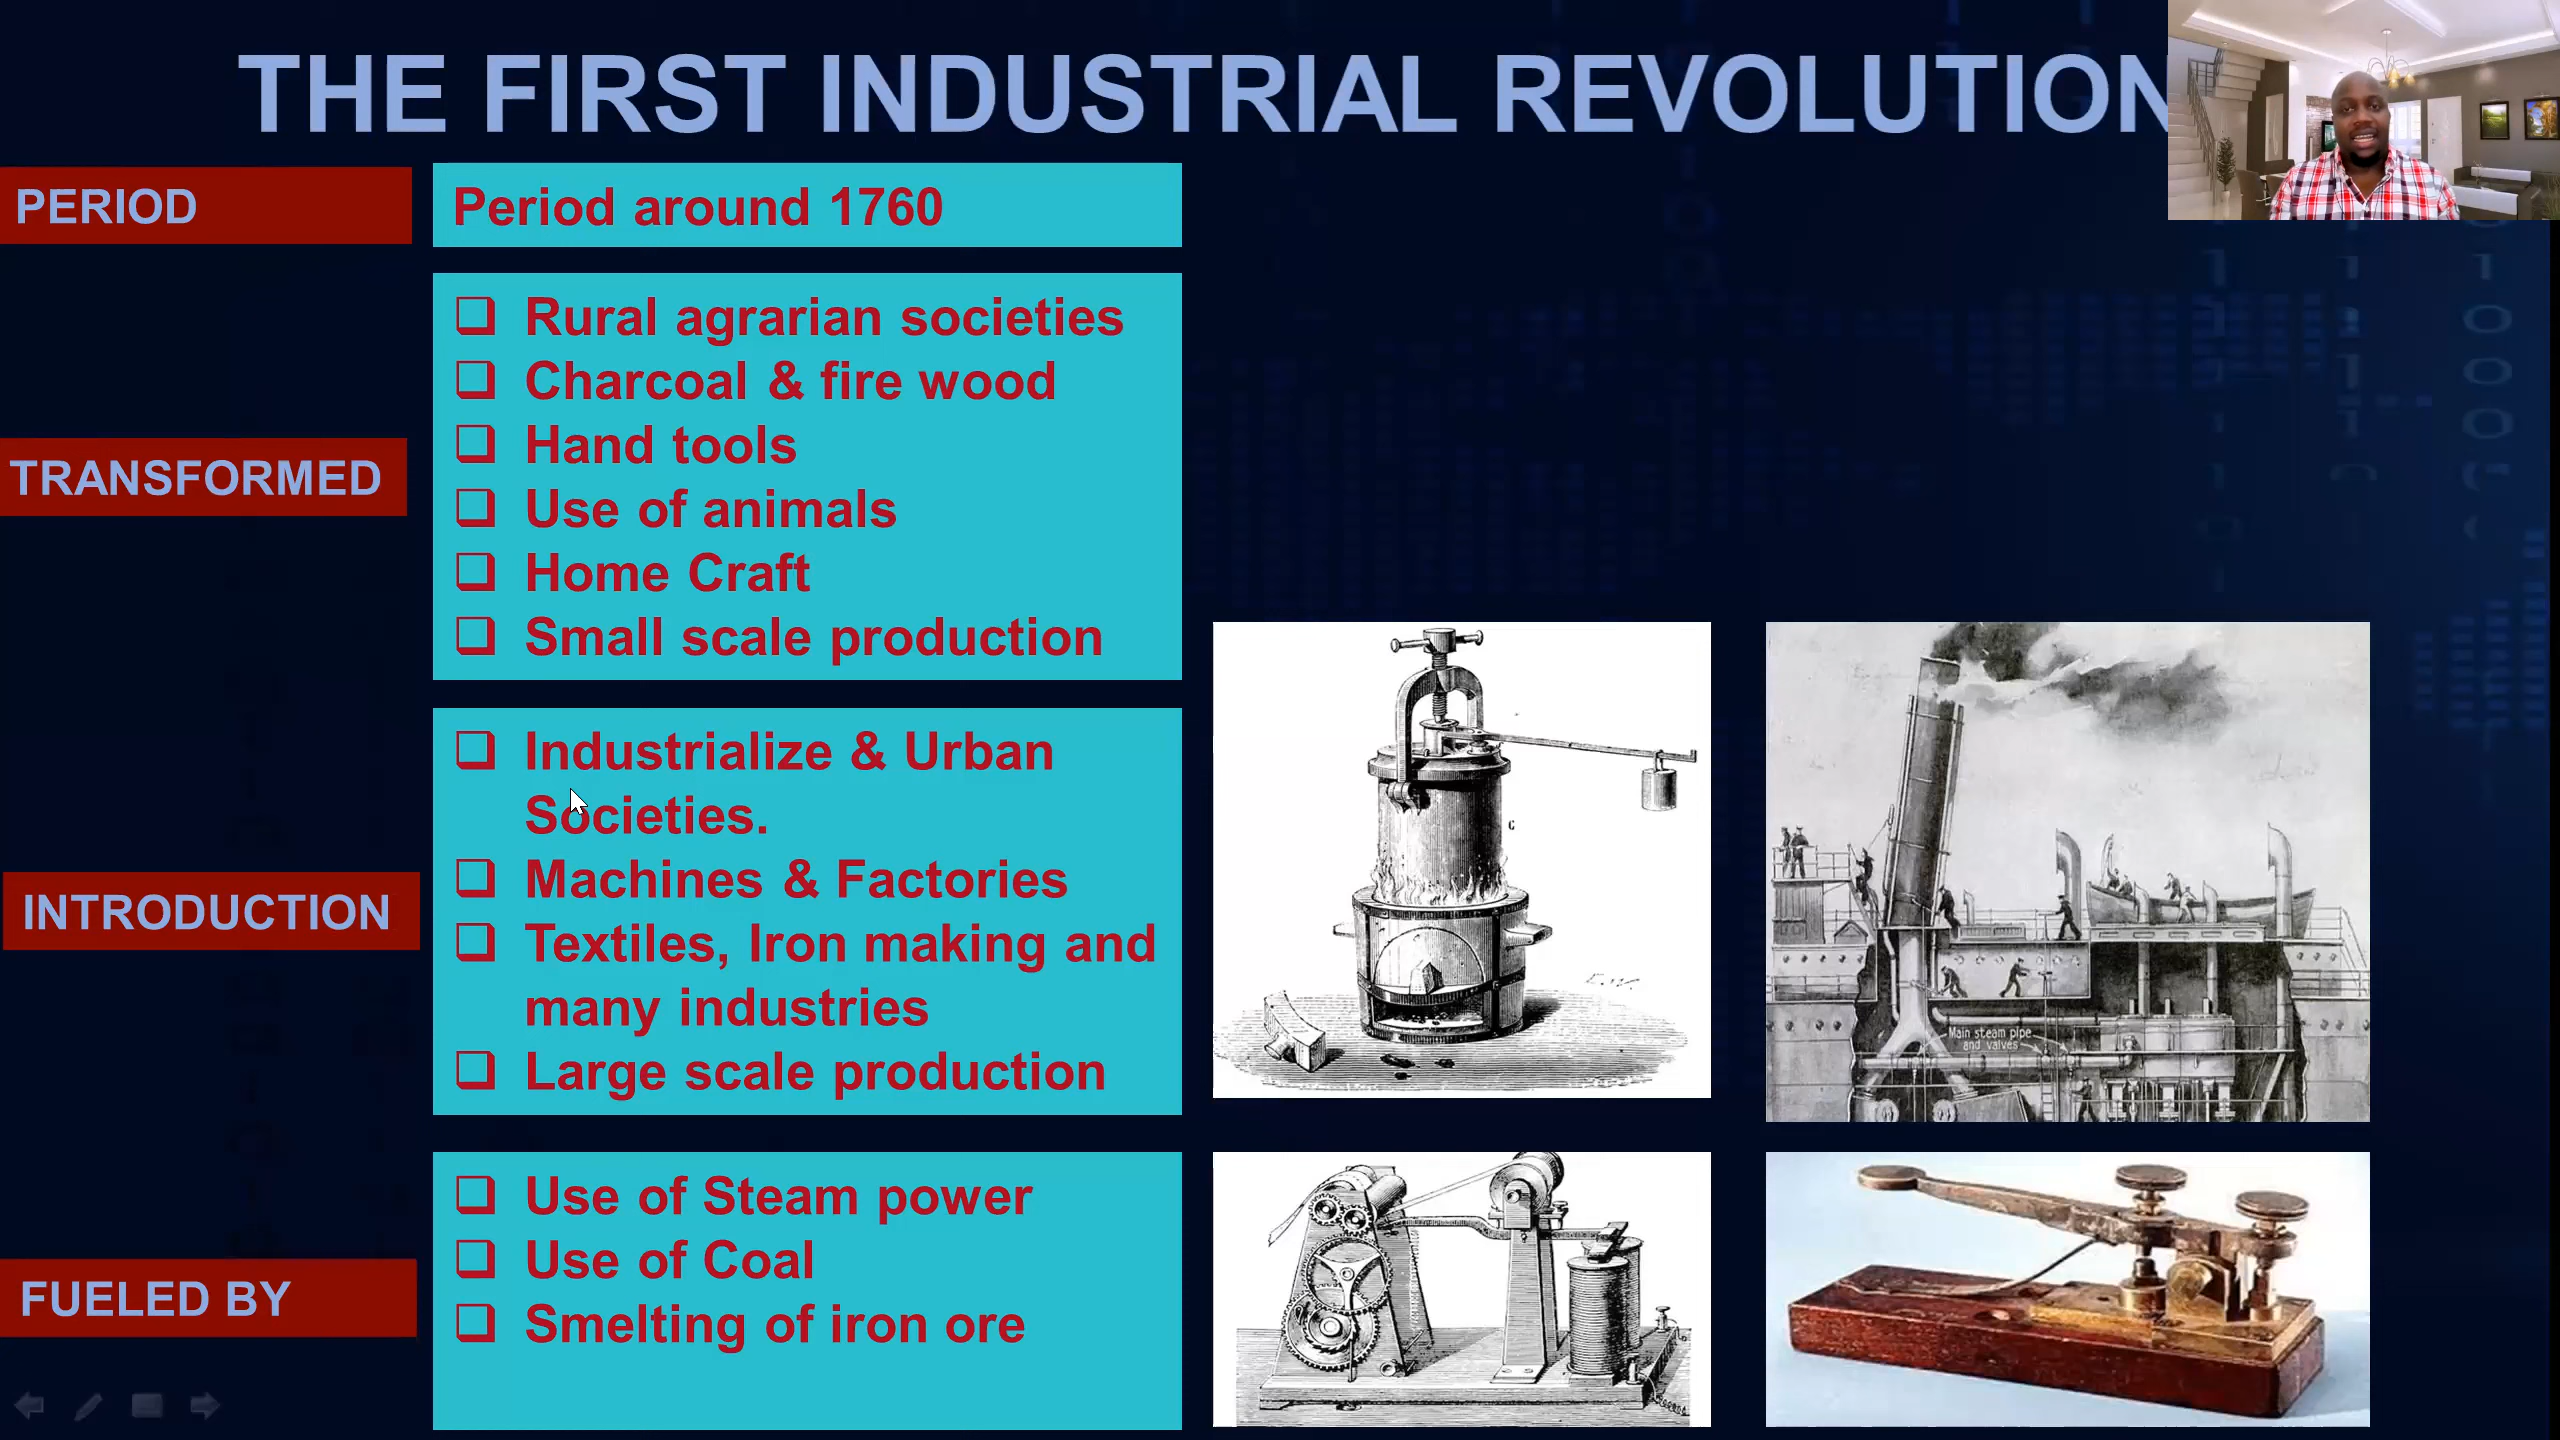 THE FIRST INDUSTRIAL REVOLUTION
PERIOD
Period around 1760
TRANSFORMED
Rural agrarian societies
Charcoal & fire wood
Hand tools
Use of animals
Home Craft
Small scale production
INTRODUCTION
Industrialize & Urban
Societies.
Machines & Factories
Textiles, Iron making and
many industries
Large scale production
FUELED BY
Use of Steam power
Use of Coal
Smelting of iron ore
Main steam pipe
and valves